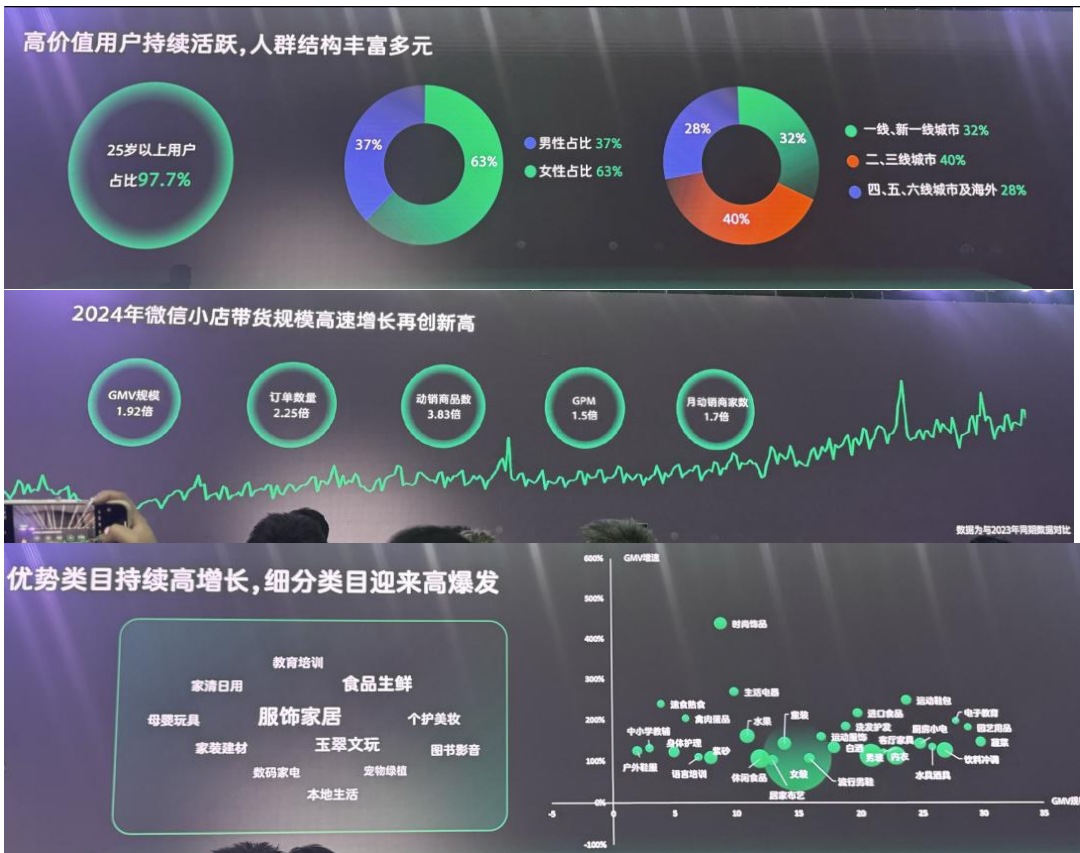 高价值用户持续活跃,人群结构丰富多元
25岁以上用户
占比97.7%
37%
63%
男性占比 37%
女性占比 63%
28%
32%
40%
一线、新一线城市 32%
二、三线城市 40%
四、五、六线城市及海外 28%
2024年微信小店带货规模高速增长再创新高
GMV规模
1.92倍
订单数量
2.25倍
动销商品数
3.83倍
GPM
1.5倍
月动销商家数
1.7倍
数据为与2023年同期数据对比
优势类目持续高增长,细分类目迎来高爆发
教育培训
家清日用
食品生鲜
母婴玩具
服饰家居
个护美妆
家装建材
玉翠文玩
图书影音
数码家电
宠物绿植
本地生活
600%
GMV增速
500%
400%
300%
200%
100%
0%
-100%
时尚饰品
生活电器
速食熟食
禽肉蛋品
中小学教辅
户外鞋服
身体护理
语言培训
紫砂
水果
童装
休闲食品
居家布艺
女装
流行男鞋
运动服饰
白酒
洗发护发
进口食品
运动鞋包
客厅家具
男装
内衣
厨房小电
水具酒具
电子教育
园艺用品
蔬菜
饮料冲调
-5
0
5
10
15
20
25
30
35